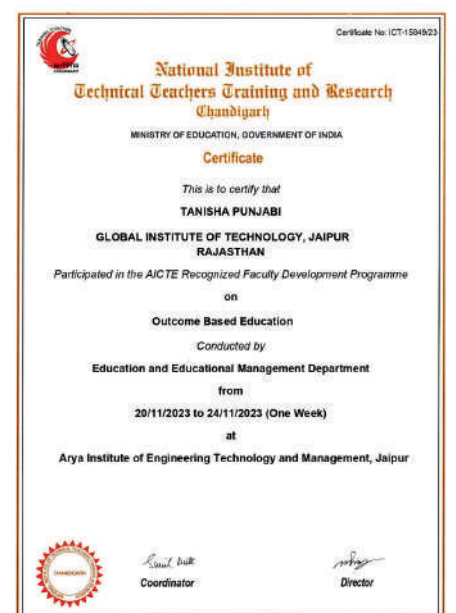 Certificate No: ICT-15849/23
National Institute of
Technical Teachers Training and Research
Chandigarh
MINISTRY OF EDUCATION, GOVERNMENT OF INDIA
Certificate
This is to certify that
TANISHA PUNJABI
GLOBAL INSTITUTE OF TECHNOLOGY, JAIPUR
RAJASTHAN
Participated in the AICTE Recognized Faculty Development Programme
on
Outcome Based Education
Conducted by
Education and Educational Management Department
from
20/11/2023 to 24/11/2023 (One Week)
at
Arya Institute of Engineering Technology and Management, Jaipur
CHANDIGARH
Coordinator
Director